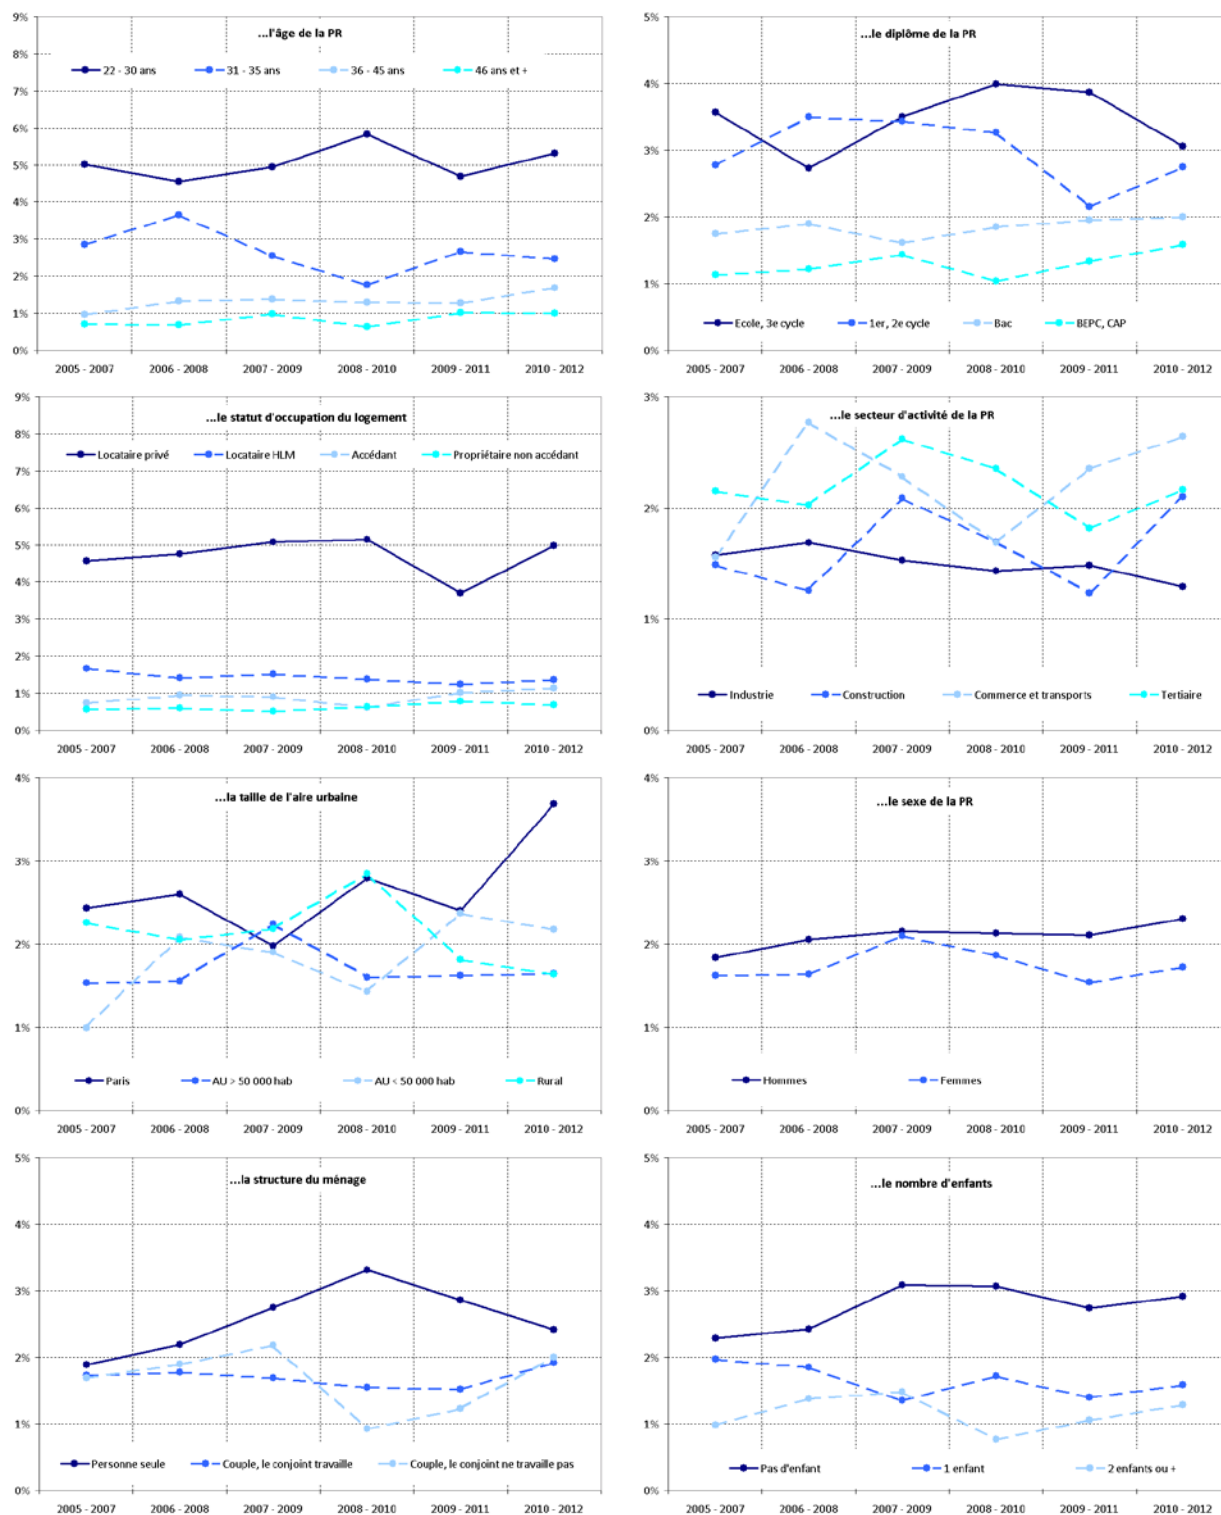 ...l'âge de la PR
22 - 30 ans 31 - 35 ans 36 - 45 ans 46 ans et +
9%
8%
7%
6%
5%
4%
3%
2%
1%
0%
2005 - 2007 2006 - 2008 2007 - 2009 2008 - 2010 2009 - 2011 2010 - 2012
...le diplôme de la PR
5%
4%
3%
2%
1%
0%
Ecole, 3e cycle 1er, 2e cycle Bac BEPC, CAP
2005 - 2007 2006 - 2008 2007 - 2009 2008 - 2010 2009 - 2011 2010 - 2012
...le statut d'occupation du logement
Locataire privé Locataire HLM Accédant Propriétaire non accédant
9%
8%
7%
6%
5%
4%
3%
2%
1%
0%
2005 - 2007 2006 - 2008 2007 - 2009 2008 - 2010 2009 - 2011 2010 - 2012
...le secteur d'activité de la PR
3%
2%
1%
0%
Industrie Construction Commerce et transports Tertiaire
2005 - 2007 2006 - 2008 2007 - 2009 2008 - 2010 2009 - 2011 2010 - 2012
...la taille de l'aire urbaine
4%
3%
2%
1%
0%
Paris AU > 50 000 hab AU < 50 000 hab Rural
2005 - 2007 2006 - 2008 2007 - 2009 2008 - 2010 2009 - 2011 2010 - 2012
...le sexe de la PR
4%
3%
2%
1%
0%
Hommes Femmes
2005 - 2007 2006 - 2008 2007 - 2009 2008 - 2010 2009 - 2011 2010 - 2012
...la structure du ménage
5%
4%
3%
2%
1%
0%
Personne seule Couple, le conjoint travaille Couple, le conjoint ne travaille pas
2005 - 2007 2006 - 2008 2007 - 2009 2008 - 2010 2009 - 2011 2010 - 2012
...le nombre d'enfants
5%
4%
3%
2%
1%
0%
Pas d'enfant 1 enfant 2 enfants ou +
2005 - 2007 2006 - 2008 2007 - 2009 2008 - 2010 2009 - 2011 2010 - 2012